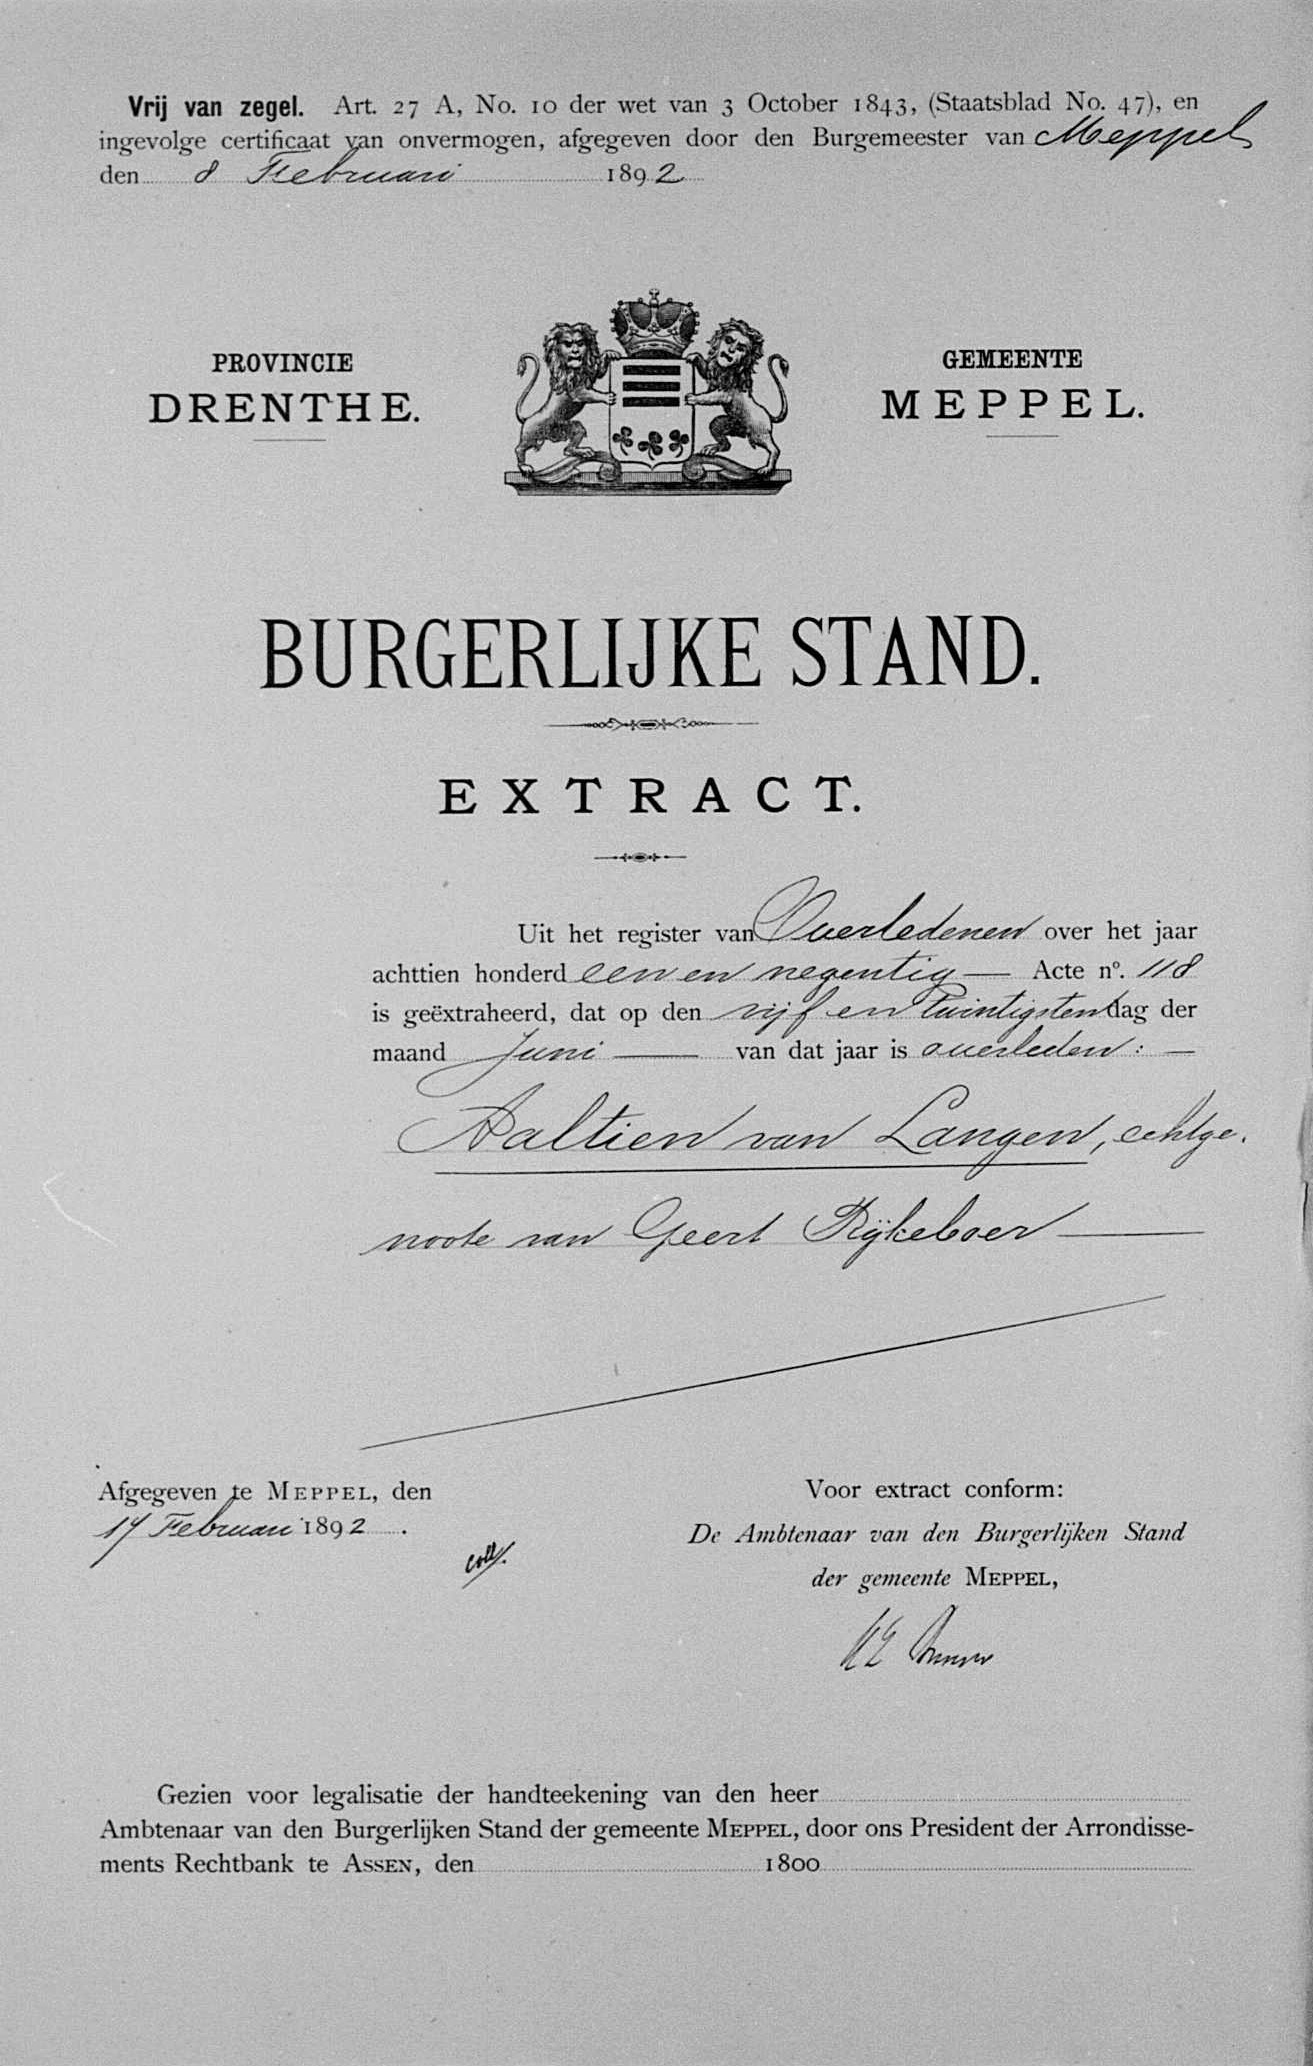 Vrij van zegel. Art. 27 A, No. 10 der wet van 3 October 1843, (Staatsblad No. 47), en
ingevolge certificaat van onvermogen, afgegeven door den Burgemeester van Meppel
den 8 Februari 1892
PROVINCIE
DRENTHE.
GEMEENTE
MEPPEL.
BURGERLIJKE STAND.
EXTRACT.
Uit het register van Overledenen over het jaar
achttien honderd een en negentig — Acte nº. 118
is geëxtraheerd, dat op den vijf en twintigsten dag der
maand Juni — van dat jaar is overleden: —
Aaltien van Langen, echtge.
noote van Geert Rijkeboer —
Afgegeven te MEPPEL, den
17 Februari 1892.
coll.
Voor extract conform:
De Ambtenaar van den Burgerlijken Stand
der gemeente MEPPEL,
Gezien voor legalisatie der handteekening van den heer
Ambtenaar van den Burgerlijken Stand der gemeente MEPPEL, door ons President der Arrondisse-
ments Rechtbank te ASSEN, den 1800